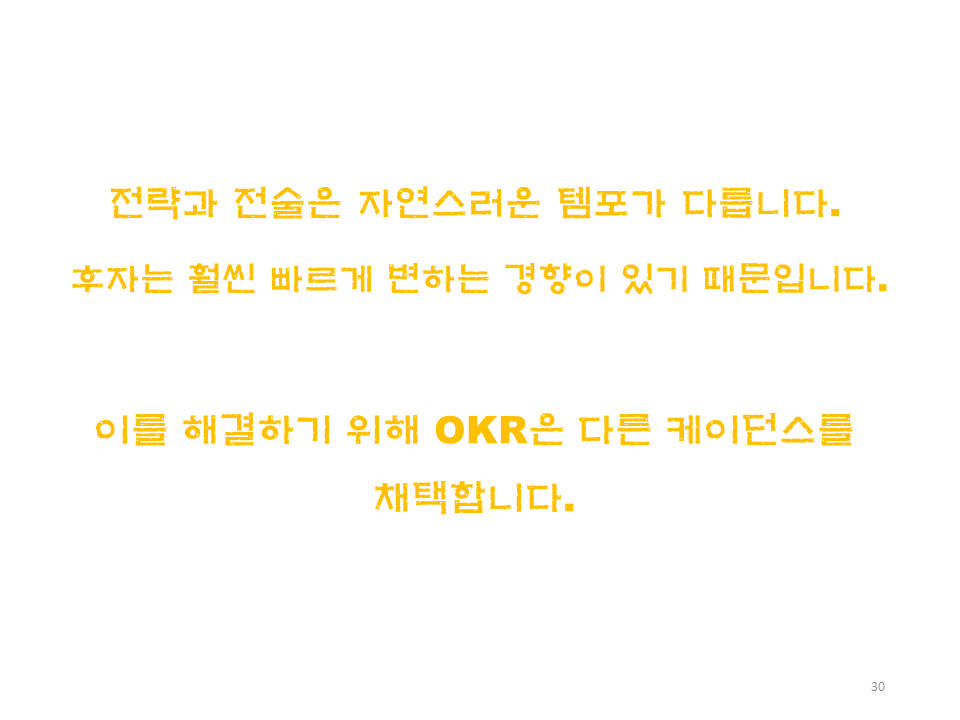 전략과 전술은 자연스러운 템포가 다릅니다.
후자는 훨씬 빠르게 변하는 경향이 있기 때문입니다.
이를 해결하기 위해 OKR은 다른 케이던스를
채택합니다.
30